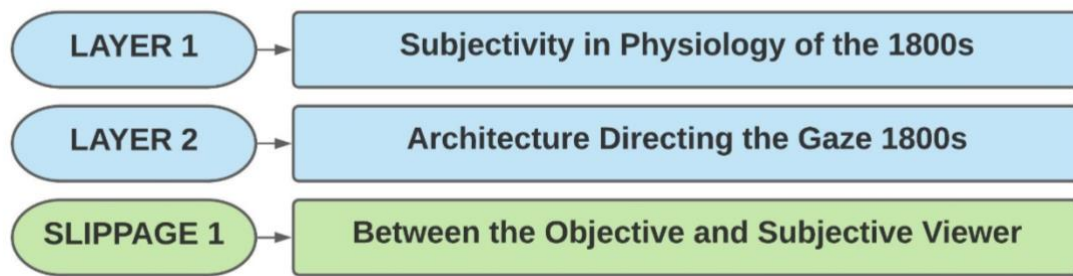 LAYER 1
Subjectivity in Physiology of the 1800s
LAYER 2
Architecture Directing the Gaze 1800s
SLIPPAGE 1
Between the Objective and Subjective Viewer